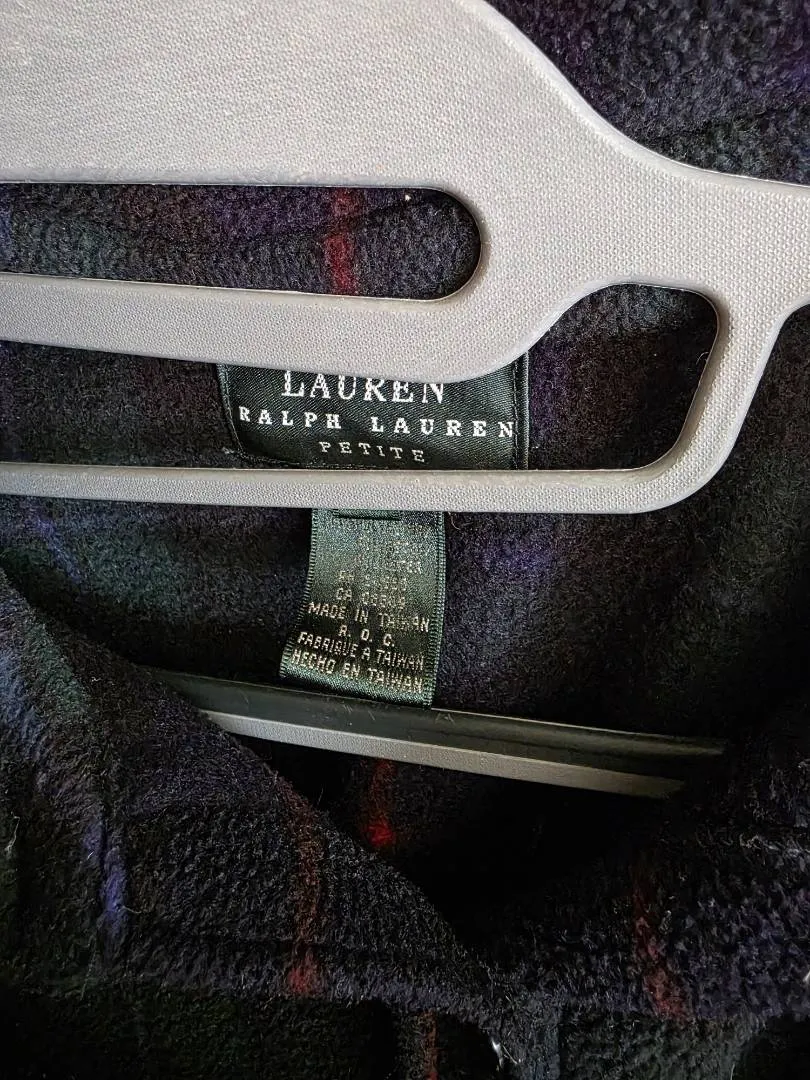 LAUREN
RALPH LAUREN
PETITE
MADE IN TAIWAN
R. O. C.
FABRIQUE A TAIWAN
HECHO EN TAIWAN